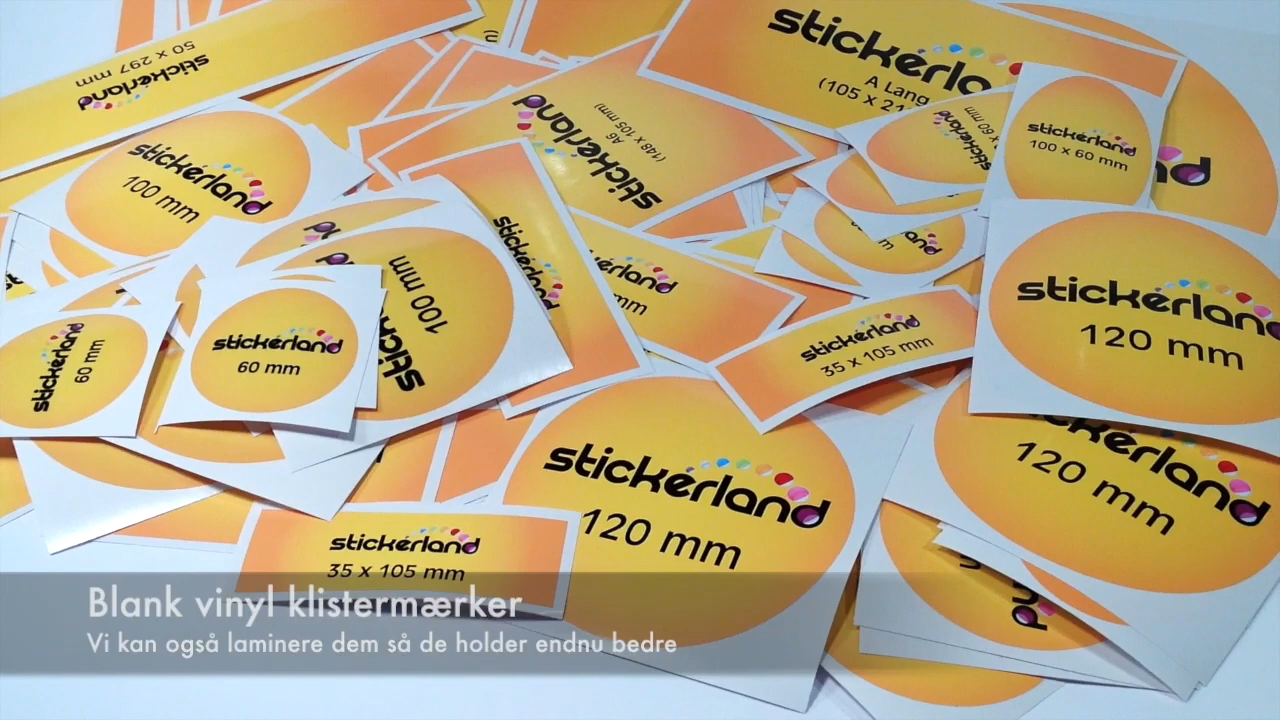 stickerland
50 x 297 mm
stickerland
A Lang
(105 x 21
stickerland
A6
(148 x 105 mm)
stickerland
100 x 60 mm
stickerland
x 60 mm
stickerland
100 mm
stickerland
stickerland
100 mm
stickerland
60 mm
stickerland
60 mm
stickerland
35 x 105 mm
stickerland
120 mm
stickerland
120 mm
stickerland
120 mm
stickerland
35 x 105 mm
Blank vinyl klistermærker
Vi kan også laminere dem så de holder endnu bedre